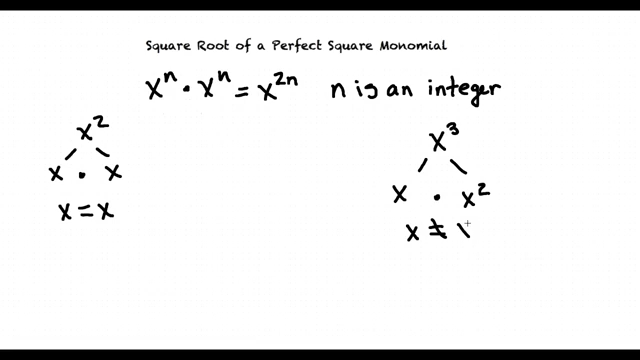 Square Root of a Perfect Square Monomial
xⁿ · xⁿ = x²ⁿ n is an integer
x²
x · x
x = x
x³
x · x²
x ≠